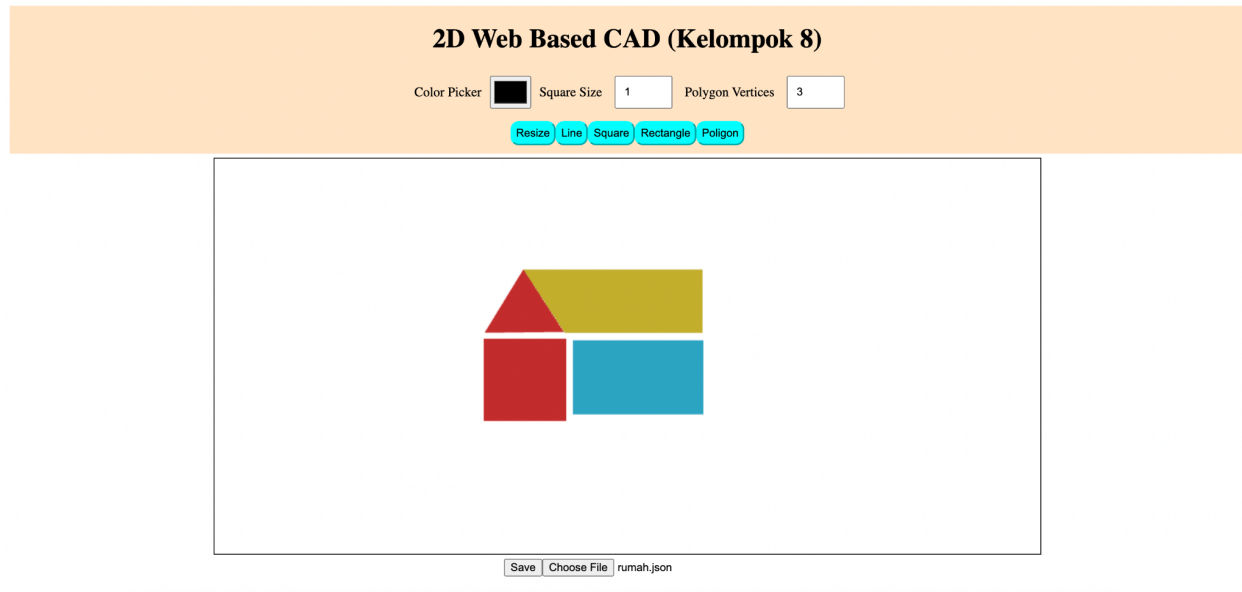 2D Web Based CAD (Kelompok 8)
Color Picker Square Size 1 Polygon Vertices 3
Resize Line Square Rectangle Poligon
Save Choose File rumah.json